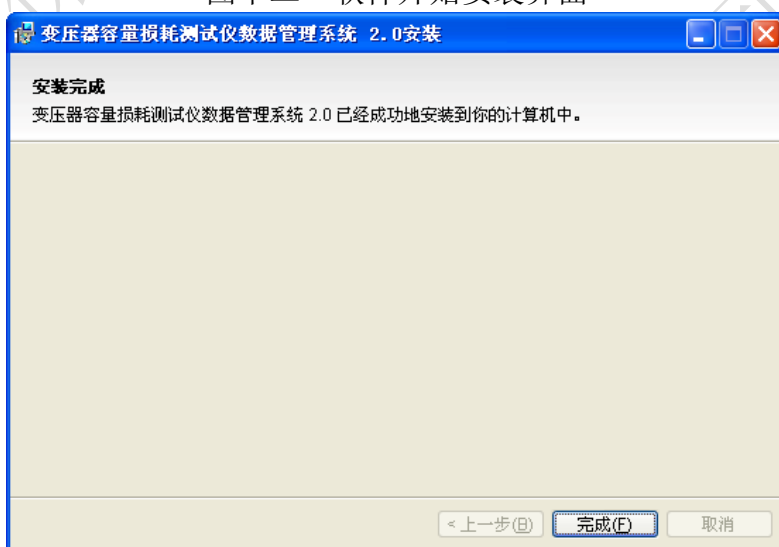 变压器容量损耗测试仪数据管理系统 2.0安装
安装完成
变压器容量损耗测试仪数据管理系统 2.0 已经成功地安装到你的计算机中。
<上一步(B) 完成(F) 取消